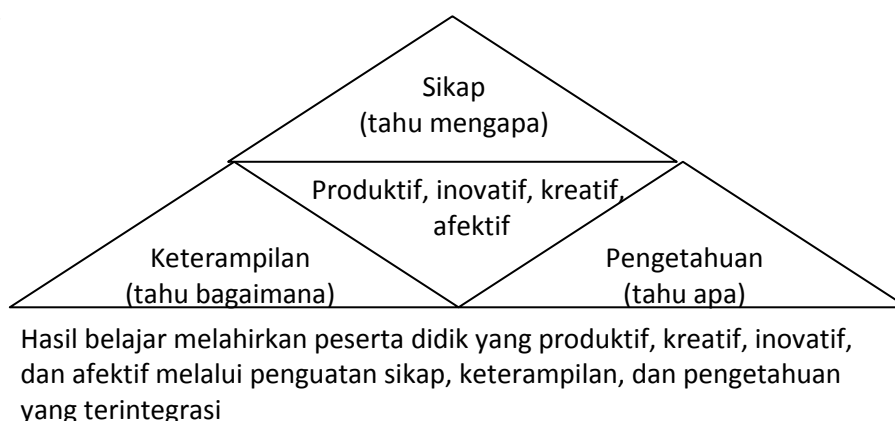 Sikap
(tahu mengapa)
Produktif, inovatif, kreatif,
afektif
Keterampilan
(tahu bagaimana)
Pengetahuan
(tahu apa)
Hasil belajar melahirkan peserta didik yang produktif, kreatif, inovatif,
dan afektif melalui penguatan sikap, keterampilan, dan pengetahuan
yang terintegrasi